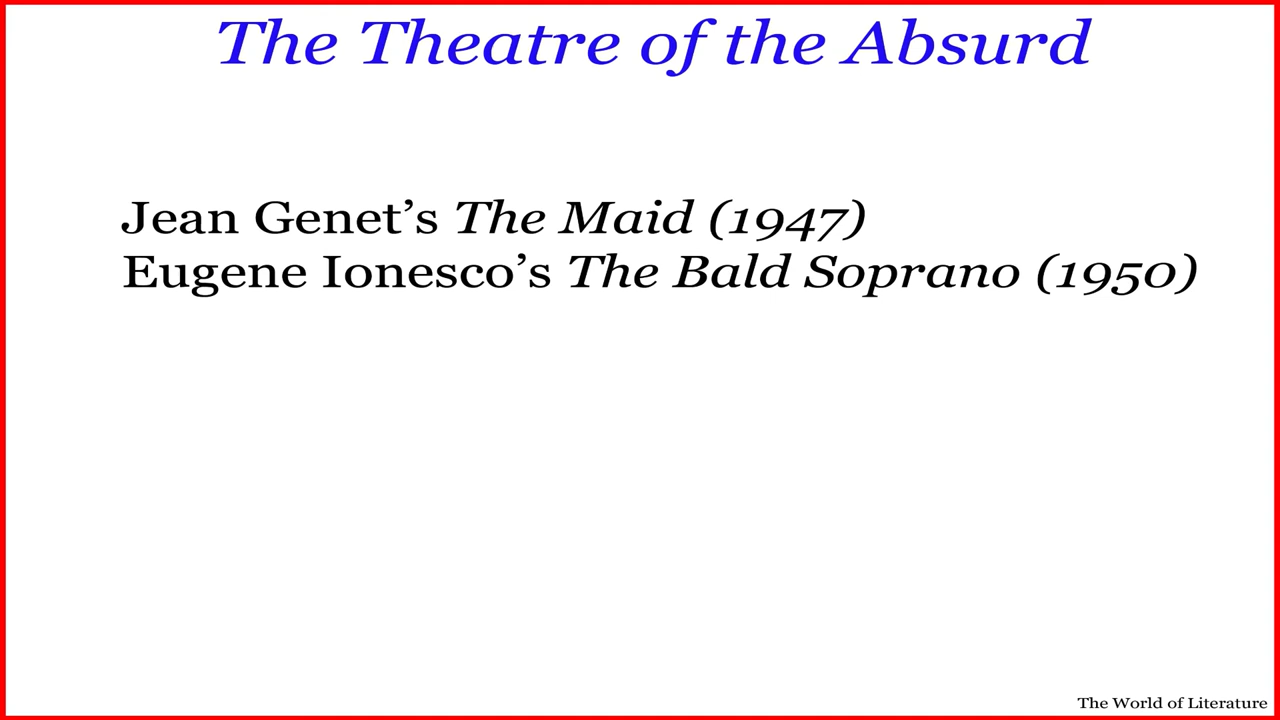 The Theatre of the Absurd
Jean Genet’s The Maid (1947)
Eugene Ionesco’s The Bald Soprano (1950)
The World of Literature